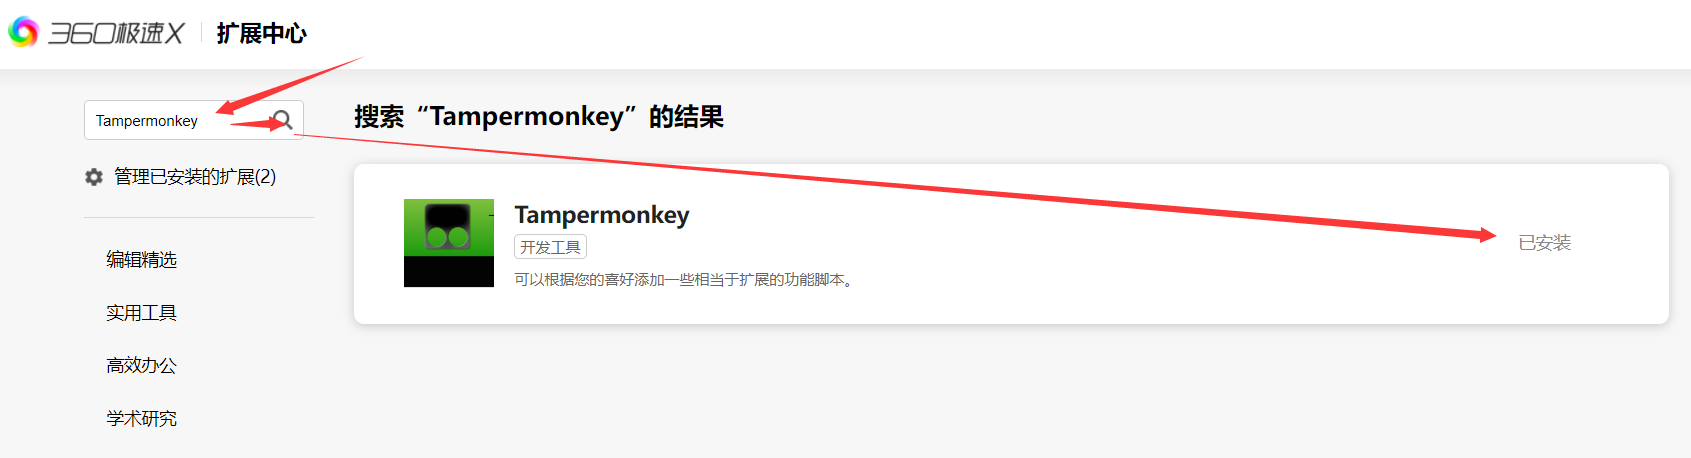 360极速X 扩展中心
Tampermonkey
搜索“Tampermonkey”的结果
管理已安装的扩展(2)
Tampermonkey
开发工具
可以根据您的喜好添加一些相当于扩展的功能脚本。
已安装
编辑精选
实用工具
高效办公
学术研究